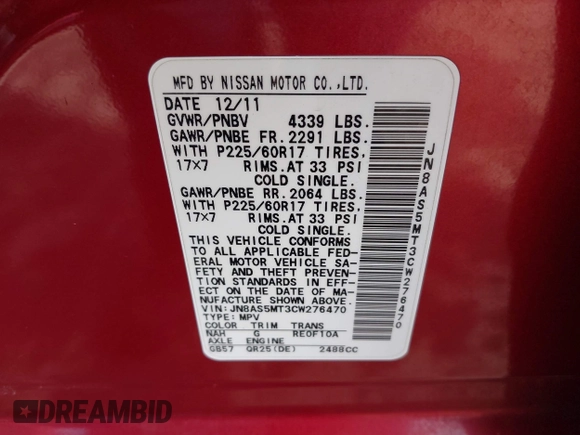 MFD BY NISSAN MOTOR CO.,LTD.
DATE 12/11
GVWR/PNBV 4339 LBS.
GAWR/PNBE FR. 2291 LBS.
WITH P225/60R17 TIRES,
17×7 RIMS, AT 33 PSI
COLD SINGLE.
GAWR/PNBE RR. 2064 LBS.
WITH P225/60R17 TIRES,
17×7 RIMS, AT 33 PSI
COLD SINGLE.
THIS VEHICLE CONFORMS
TO ALL APPLICABLE FED-
ERAL MOTOR VEHICLE SA-
FETY AND THEFT PREVEN-
TION STANDARDS IN EFF-
ECT ON THE DATE OF MA-
NUFACTURE SHOWN ABOVE.
VIN: JN8AS5MT3CW276470
TYPE: MPV
COLOR TRIM TRANS
NAH G RE0F10A
AXLE ENGINE
GB57 QR25(DE) 2488CC
JN8AS5MT3CW276470
DREAMBID